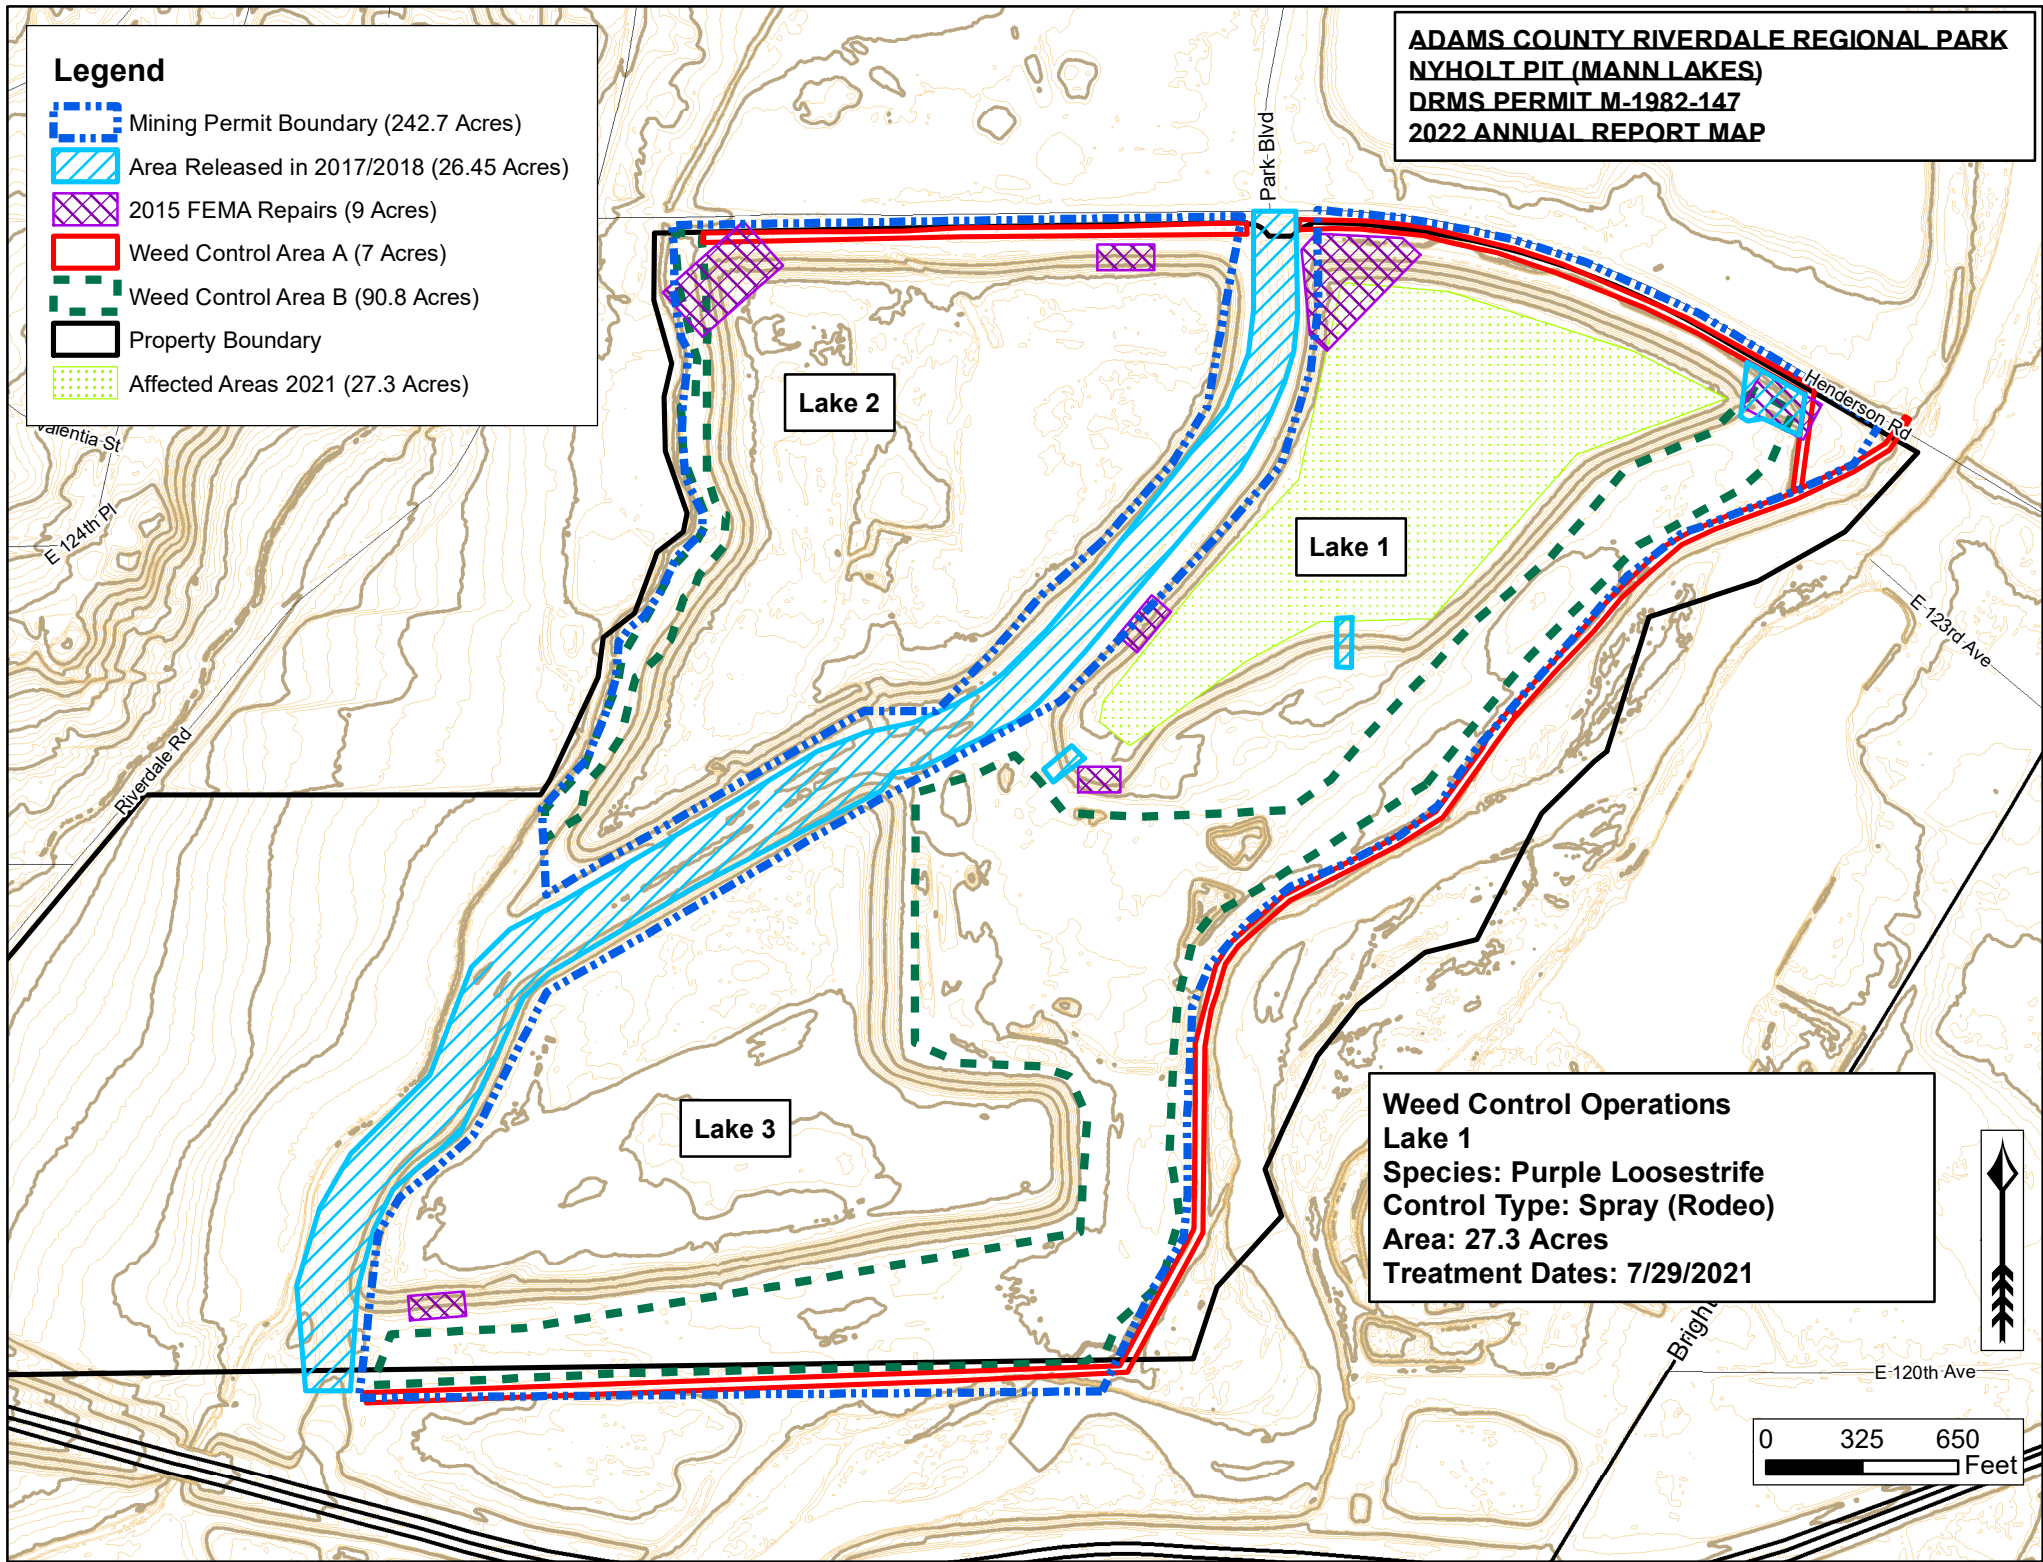 Legend
Mining Permit Boundary (242.7 Acres)
Area Released in 2017/2018 (26.45 Acres)
2015 FEMA Repairs (9 Acres)
Weed Control Area A (7 Acres)
Weed Control Area B (90.8 Acres)
Property Boundary
Affected Areas 2021 (27.3 Acres)
ADAMS COUNTY RIVERDALE REGIONAL PARK
NYHOLT PIT (MANN LAKES)
DRMS PERMIT M-1982-147
2022 ANNUAL REPORT MAP
Park Blvd
Henderson Rd
Lake 2
Lake 1
E 124th Pl
E 123rd Ave
Riverdale Rd
Lake 3
Weed Control Operations
Lake 1
Species: Purple Loosestrife
Control Type: Spray (Rodeo)
Area: 27.3 Acres
Treatment Dates: 7/29/2021
E 120th Ave
0 325 650
Feet